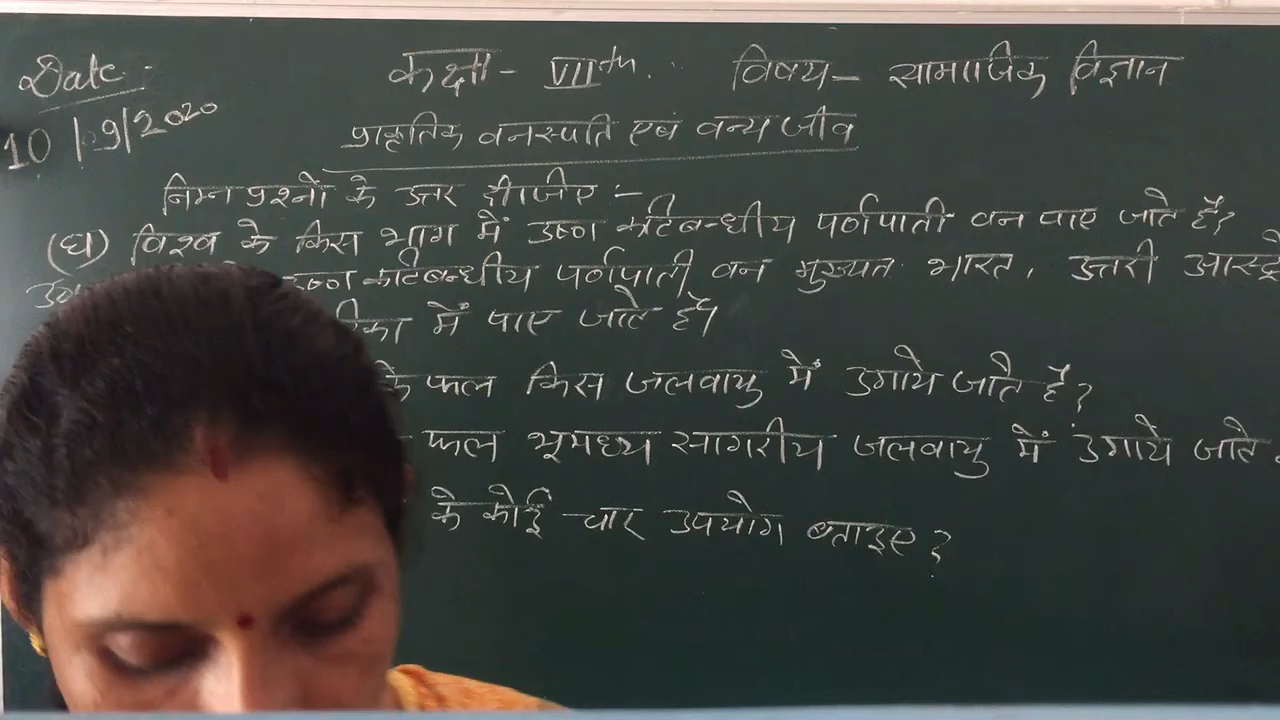 Date :-
10/09/2020
कक्षा - VIIth. विषय - सामाजिक विज्ञान
प्राकृतिक वनस्पति एवं वन्य जीव
निम्न प्रश्नों के उत्तर दीजिए :-
(घ) विश्व के किस भाग में उष्ण कटिबन्धीय पर्णपाती वन पाए जाते हैं?
उष्ण कटिबन्धीय पर्णपाती वन मुख्यतः भारत, उत्तरी
में पाए जाते हैं।
के फल किस जलवायु में उगाये जाते हैं?
फल भूमध्य सागरीय जलवायु में उगाये जाते
के कोई चार उपयोग बताइए?